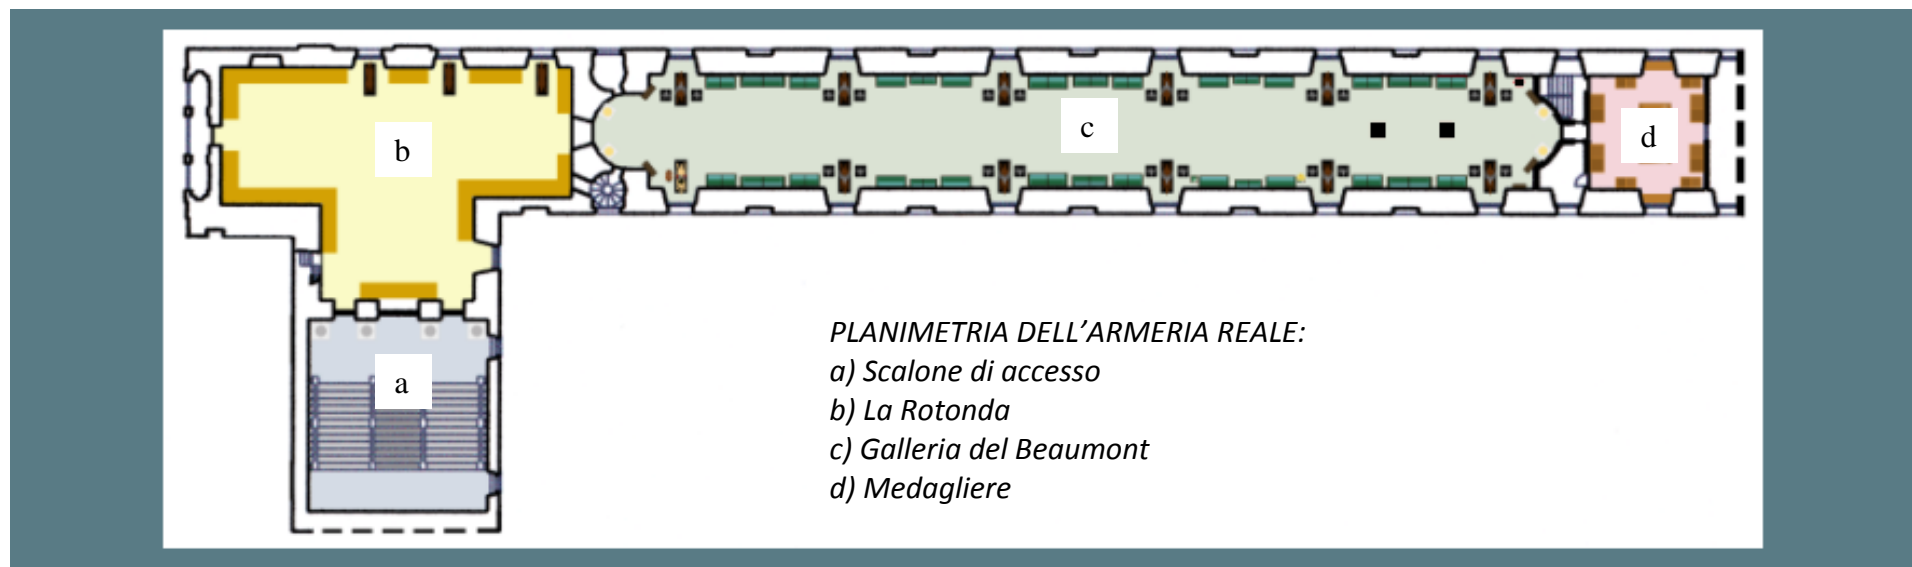 b
c
d
a
PLANIMETRIA DELL’ARMERIA REALE:
a) Scalone di accesso
b) La Rotonda
c) Galleria del Beaumont
d) Medagliere